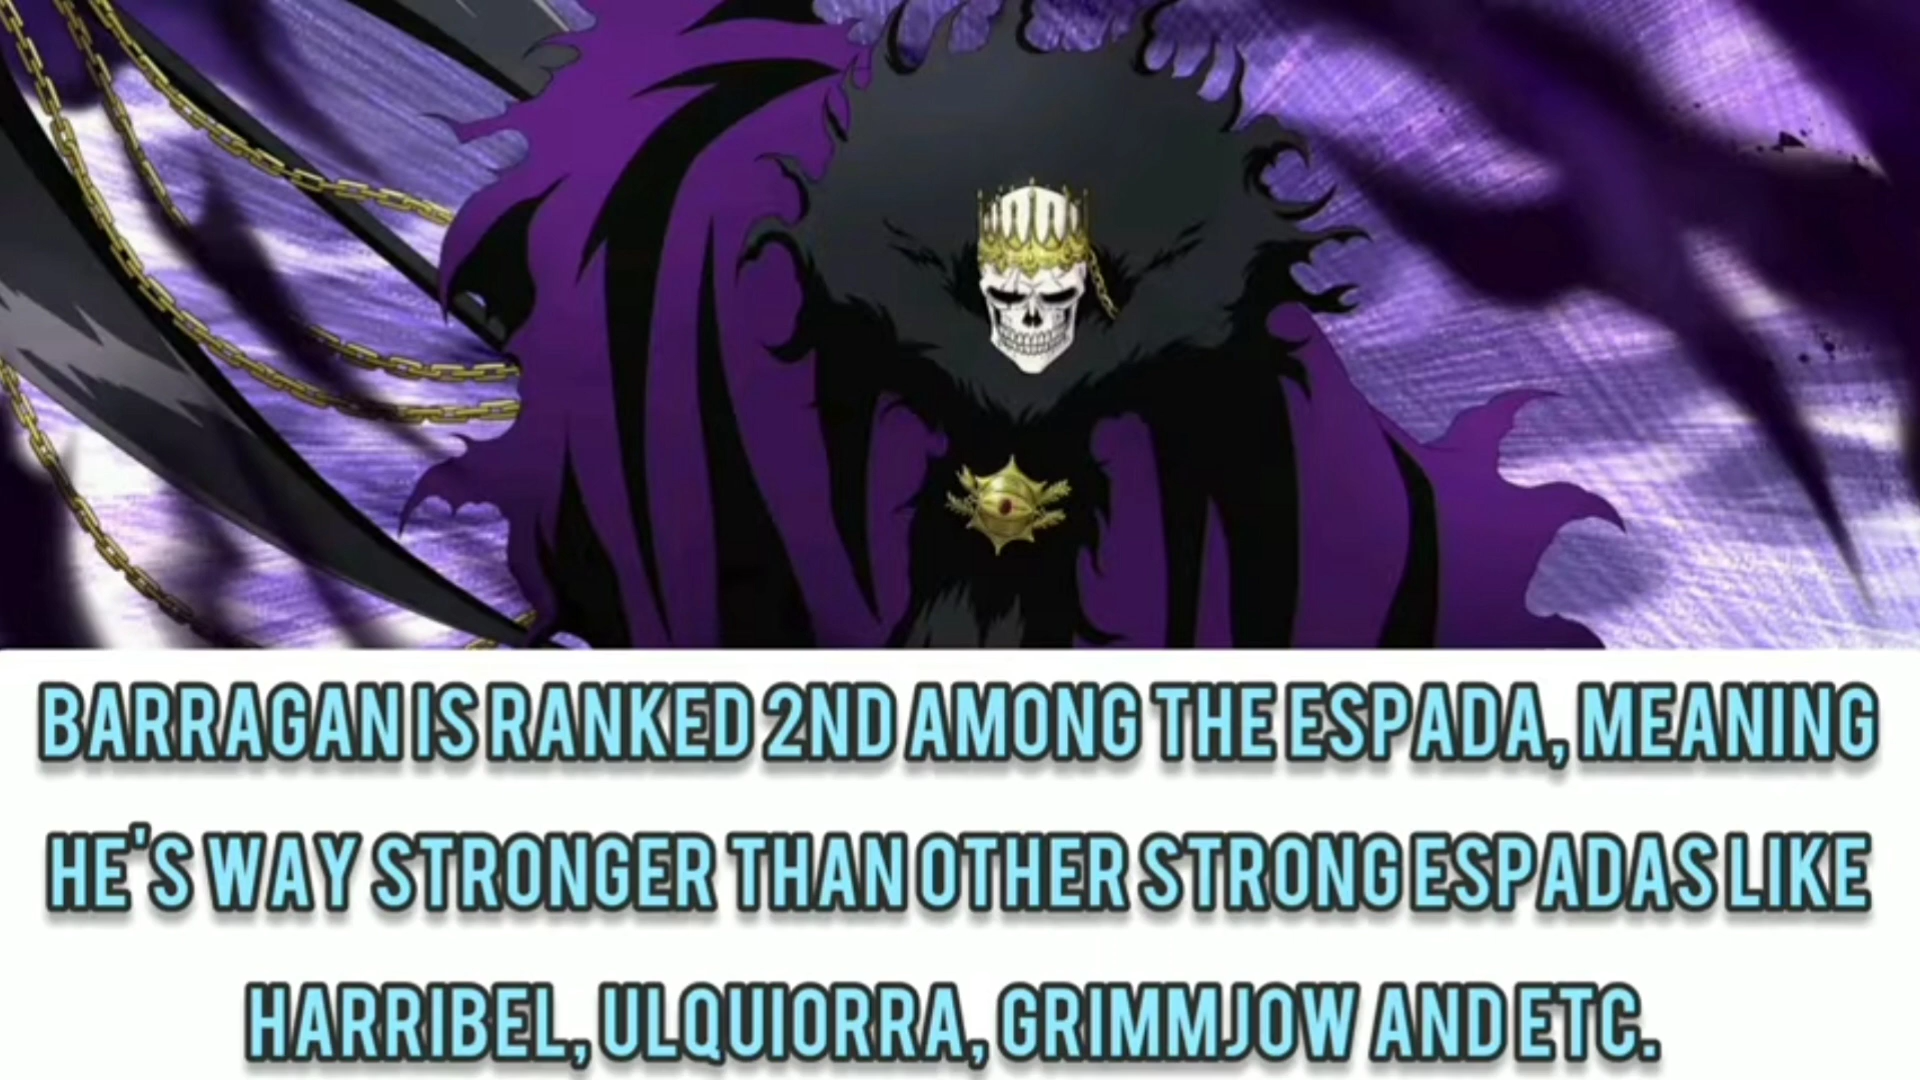 BARRAGAN IS RANKED 2ND AMONG THE ESPADA, MEANING
HE'S WAY STRONGER THAN OTHER STRONG ESPADAS LIKE
HARRIBEL, ULQUIORRA, GRIMMJOW AND ETC.